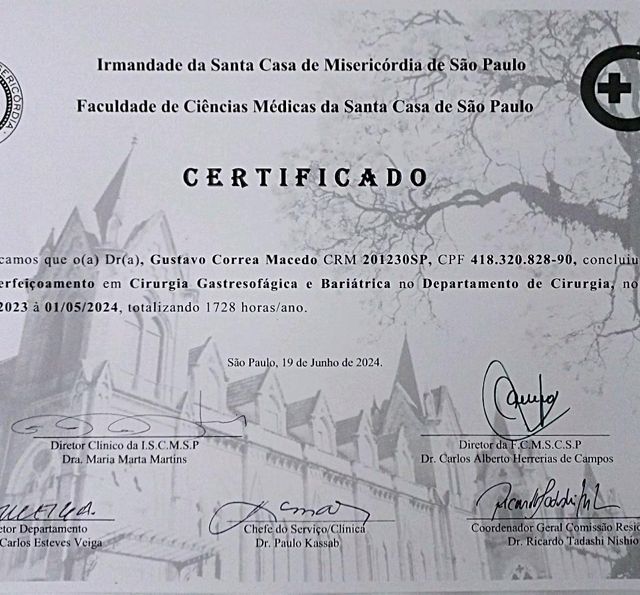 Irmandade da Santa Casa de Misericórdia de São Paulo
Faculdade de Ciências Médicas da Santa Casa de São Paulo
CERTIFICADO
camos que o(a) Dr(a), Gustavo Correa Macedo CRM 201230SP, CPF 418.320.828-90, concluiu
erfeiçoamento em Cirurgia Gastresofágica e Bariátrica no Departamento de Cirurgia, no
2023 à 01/05/2024, totalizando 1728 horas/ano.
São Paulo, 19 de Junho de 2024.
Diretor Clinico da I.S.C.M.S.P
Dra. Maria Marta Martins
Diretor da F.C.M.S.C.S.P
Dr. Carlos Alberto Herrerias de Campos
etor Departamento
Carlos Esteves Veiga
Chefe do Serviço/Clínica
Dr. Paulo Kassab
Coordenador Geral Comissão Resi
Dr. Ricardo Tadashi Nishio